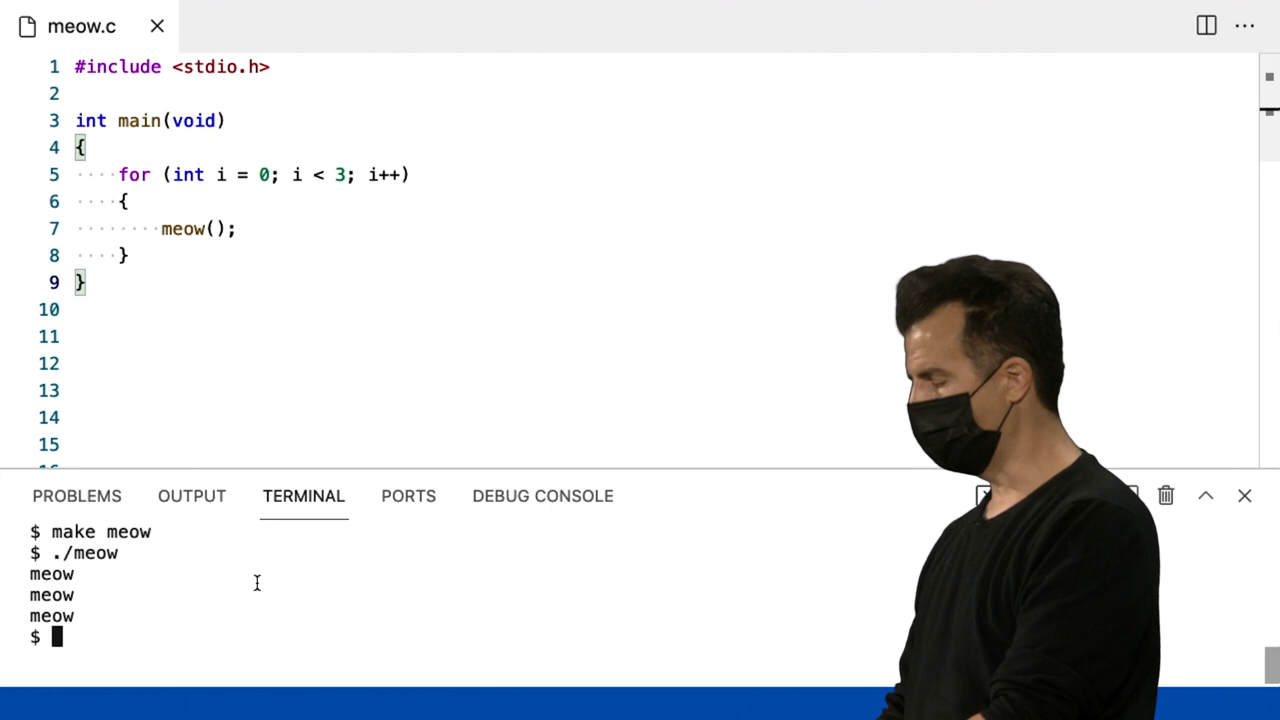 meow.c
1 #include <stdio.h>
2
3 int main(void)
4 {
5 ····for (int i = 0; i < 3; i++)
6 ····{
7 ········meow();
8 ····}
9 }
10
11
12
13
14
15
PROBLEMS OUTPUT TERMINAL PORTS DEBUG CONSOLE
$ make meow
$ ./meow
meow
meow
meow
$